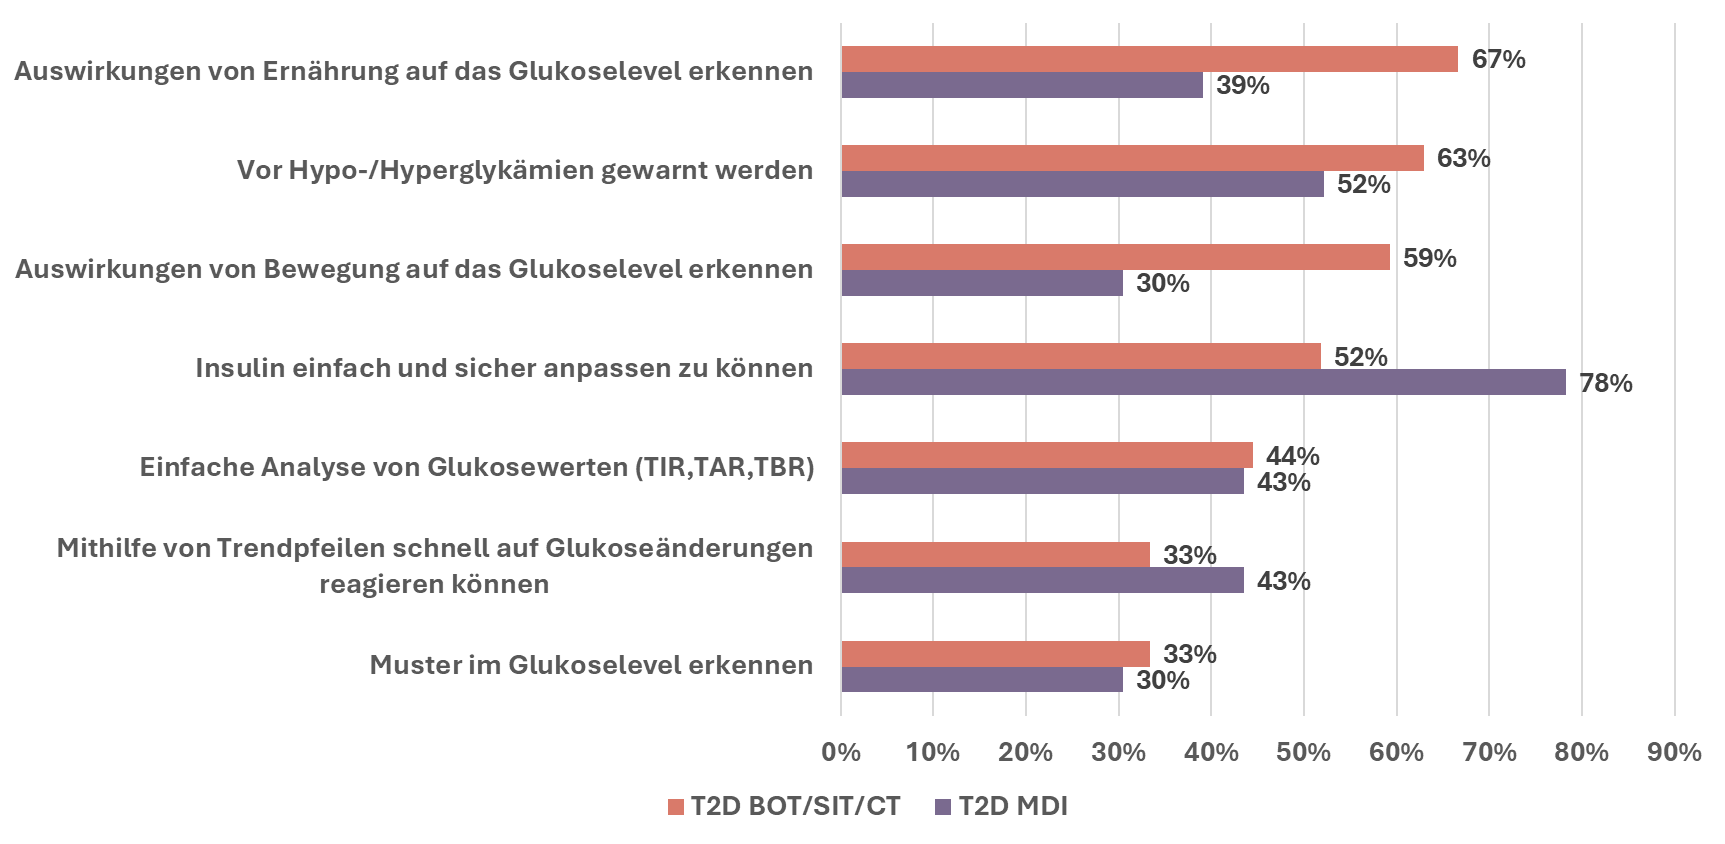 Auswirkungen von Ernährung auf das Glukoselevel erkennen
67%
39%
Vor Hypo-/Hyperglykämien gewarnt werden
63%
52%
Auswirkungen von Bewegung auf das Glukoselevel erkennen
59%
30%
Insulin einfach und sicher anpassen zu können
52%
78%
Einfache Analyse von Glukosewerten (TIR,TAR,TBR)
44%
43%
Mithilfe von Trendpfeilen schnell auf Glukoseänderungen
reagieren können
33%
43%
Muster im Glukoselevel erkennen
33%
30%
0% 10% 20% 30% 40% 50% 60% 70% 80% 90%
T2D BOT/SIT/CT T2D MDI